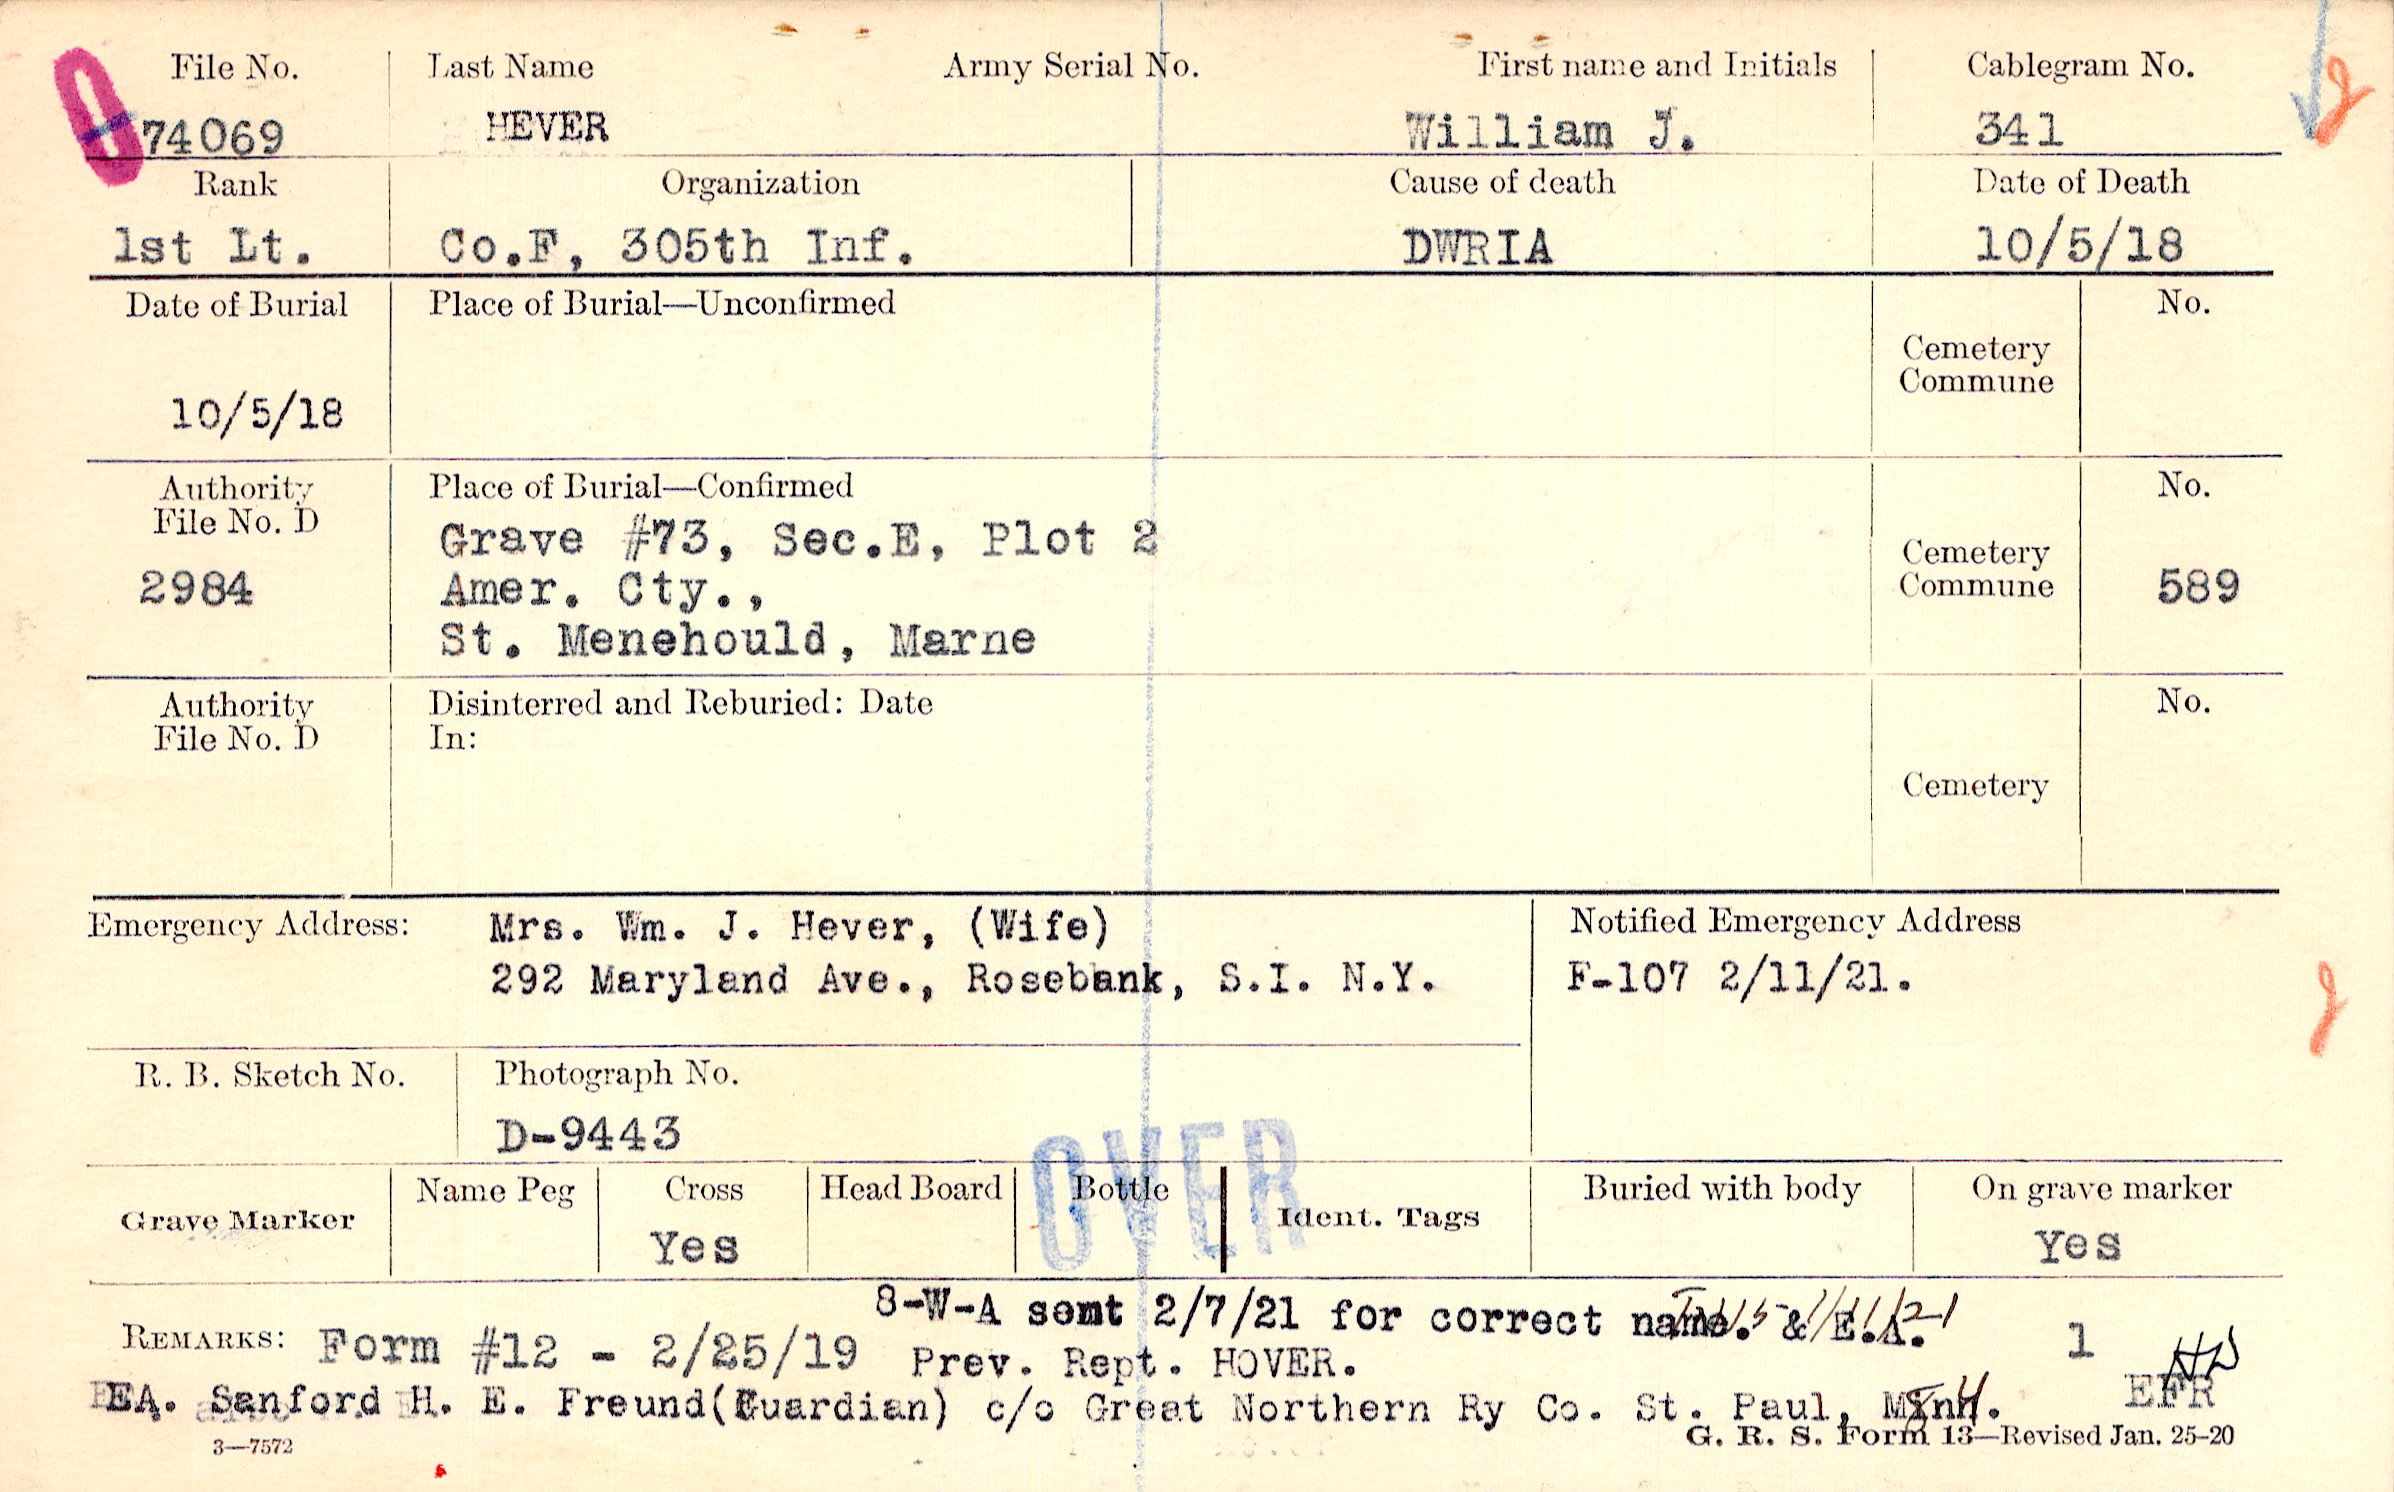 File No. Last Name Army Serial No. First name and Initials Cablegram No.
74069 HEVER William J. 341
Rank Organization Cause of death Date of Death
1st Lt. Co.F, 305th Inf. DWRIA 10/5/18
Date of Burial Place of Burial—Unconfirmed No.
Cemetery
Commune
10/5/18
Authority Place of Burial—Confirmed No.
File No. D
Grave #73, Sec.E, Plot 2
Cemetery
2984 Amer. Cty., Commune 589
St. Menehould, Marne
Authority Disinterred and Reburied: Date No.
File No. D In:
Cemetery
Emergency Address: Mrs. Wm. J. Hever, (Wife) Notified Emergency Address
292 Maryland Ave., Rosebank, S.I. N.Y. F-107 2/11/21.
R. B. Sketch No. Photograph No.
D-9443
OVER
Name Peg Cross Head Board Bottle Buried with body On grave marker
Grave Marker Ident. Tags
Yes Yes
8-W-A sent 2/7/21 for correct name. & E.A.
REMARKS: Form #12 - 2/25/19 Prev. Rept. HOVER. 1
EA. Sanford H. E. Freund(Guardian) c/o Great Northern Ry Co. St. Paul, Minn. EFR
3—7572 G. R. S. Form 13—Revised Jan. 25-20